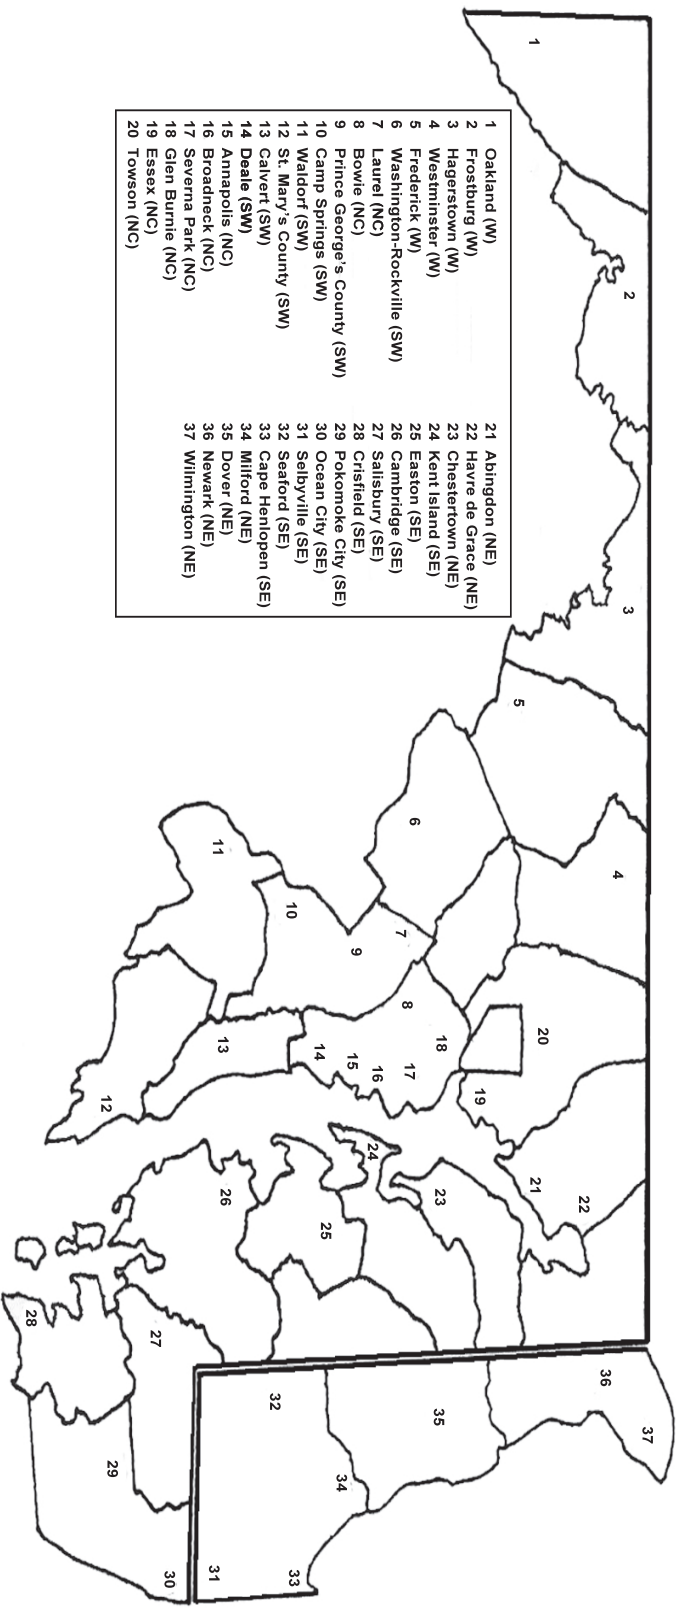 1 Oakland (W)
2 Frostburg (W)
3 Hagerstown (W)
4 Westminster (W)
5 Frederick (W)
6 Washington-Rockville (SW)
7 Laurel (NC)
8 Bowie (NC)
9 Prince George's County (SW)
10 Camp Springs (SW)
11 Waldorf (SW)
12 St. Mary's County (SW)
13 Calvert (SW)
14 Deale (SW)
15 Annapolis (NC)
16 Broadneck (NC)
17 Severna Park (NC)
18 Glen Burnie (NC)
19 Essex (NC)
20 Towson (NC)
21 Abingdon (NE)
22 Havre de Grace (NE)
23 Chestertown (NE)
24 Kent Island (SE)
25 Easton (SE)
26 Cambridge (SE)
27 Salisbury (SE)
28 Crisfield (SE)
29 Pokomoke City (SE)
30 Ocean City (SE)
31 Selbyville (SE)
32 Seaford (SE)
33 Cape Henlopen (SE)
34 Milford (NE)
35 Dover (NE)
36 Newark (NE)
37 Wilmington (NE)
1
2
3
4
5
6
7
8
9
10
11
12
13
14
15
16
17
18
19
20
21
22
23
24
25
26
27
28
29
30
31
32
33
34
35
36
37